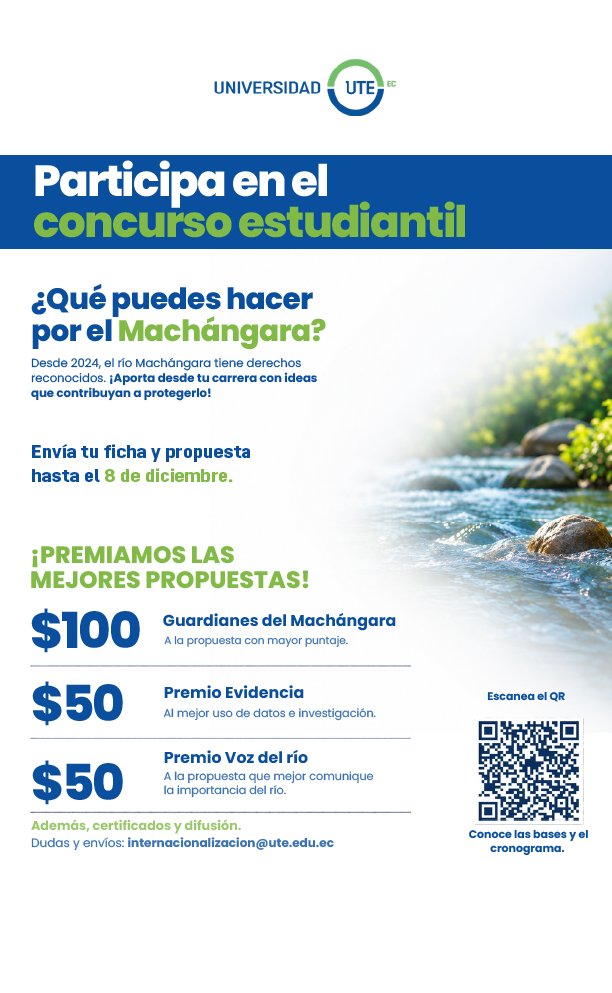 UNIVERSIDAD UTE EC
Participa en el
concurso estudiantil
¿Qué puedes hacer
por el Machángara?
Desde 2024, el río Machángara tiene derechos
reconocidos. ¡Aporta desde tu carrera con ideas
que contribuyan a protegerlo!
Envía tu ficha y propuesta
hasta el 8 de diciembre.
¡PREMIAMOS LAS
MEJORES PROPUESTAS!
$100
Guardianes del Machángara
A la propuesta con mayor puntaje.
$50
Premio Evidencia
Al mejor uso de datos e investigación.
$50
Premio Voz del río
A la propuesta que mejor comunique
la importancia del río.
Además, certificados y difusión.
Dudas y envíos: internacionalizacion@ute.edu.ec
Escanea el QR
Conoce las bases y el
cronograma.